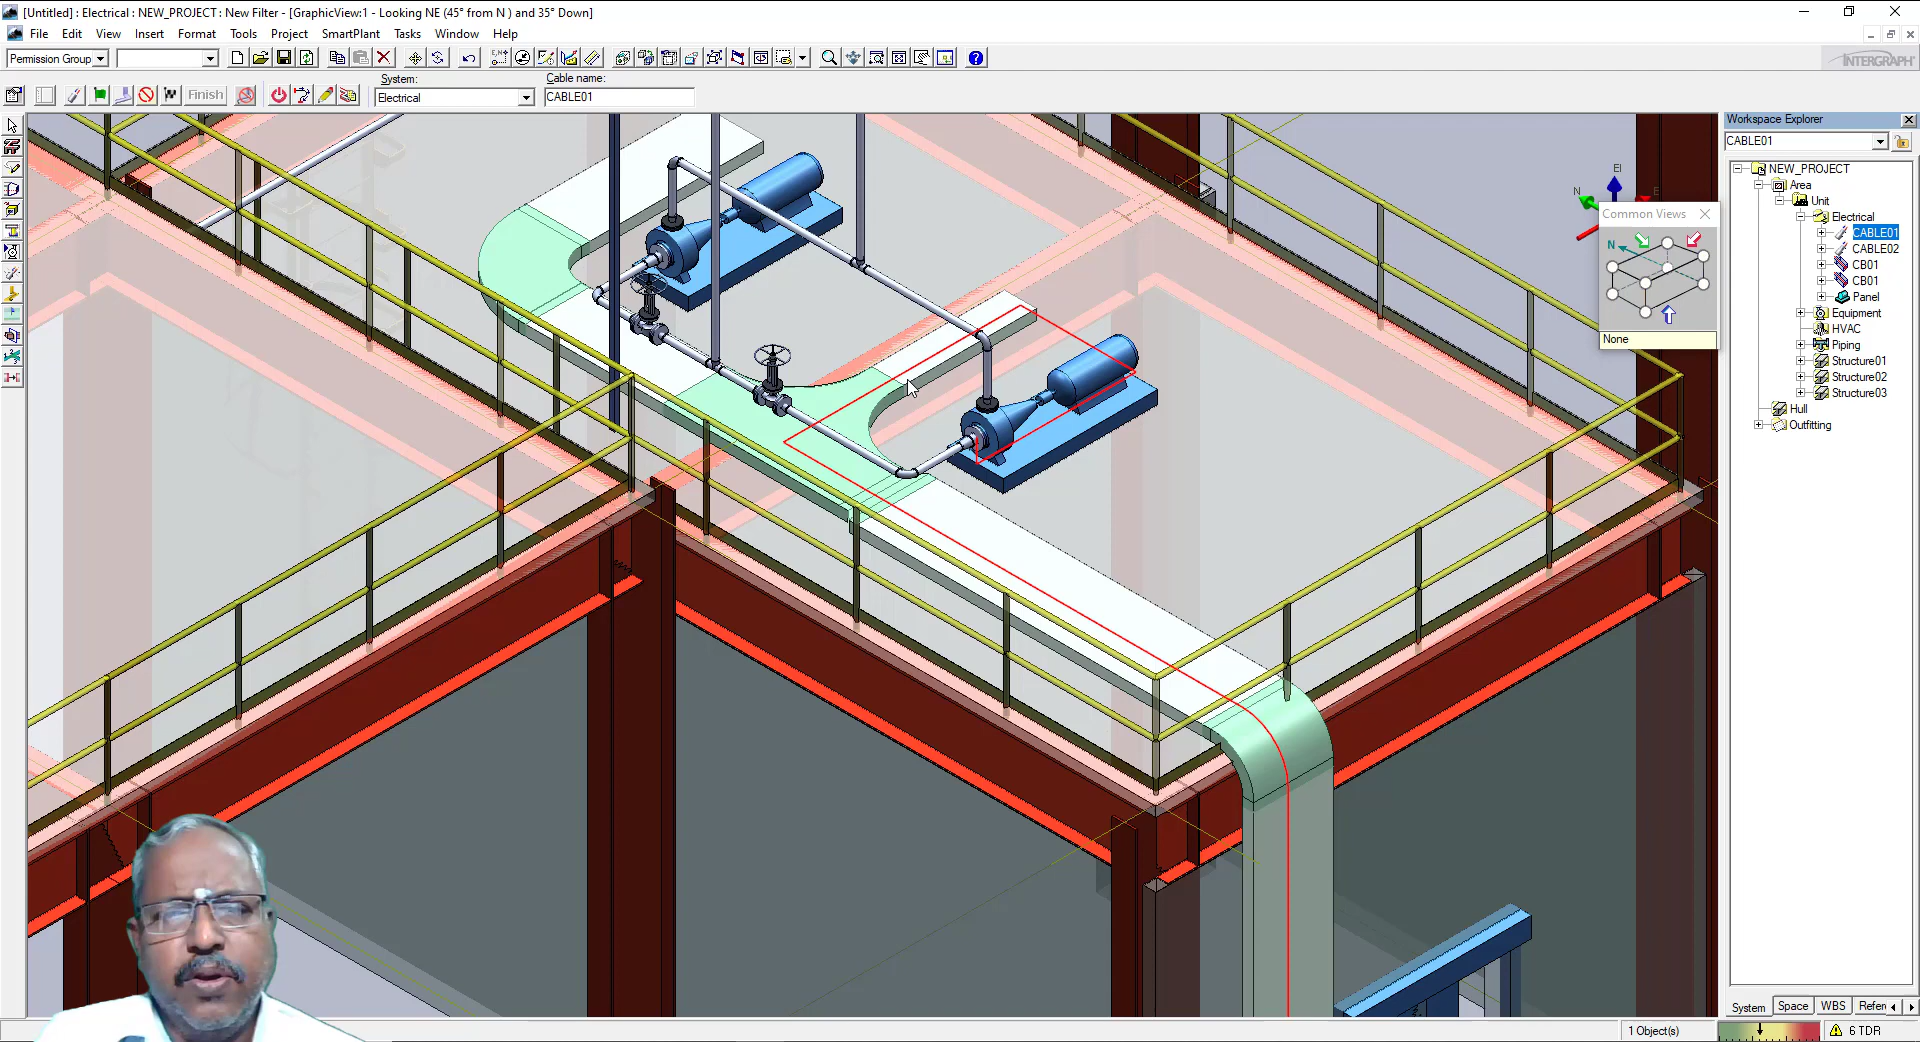 [Untitled] : Electrical : NEW_PROJECT : New Filter - [GraphicView:1 - Looking NE (45° from N ) and 35° Down]
File Edit View Insert Format Tools Project SmartPlant Tasks Window Help
Permission Group
INTERGRAPH
System:
Cable name:
Finish
Electrical
CABLE01
Workspace Explorer
CABLE01
NEW_PROJECT
Area
Unit
Electrical
CABLE01
CABLE02
CB01
CB01
Panel
Equipment
HVAC
Piping
Structure01
Structure02
Structure03
Hull
Outfitting
El
N
E
Common Views
N
None
System Space WBS Refer
1 Object(s)
6 TDR